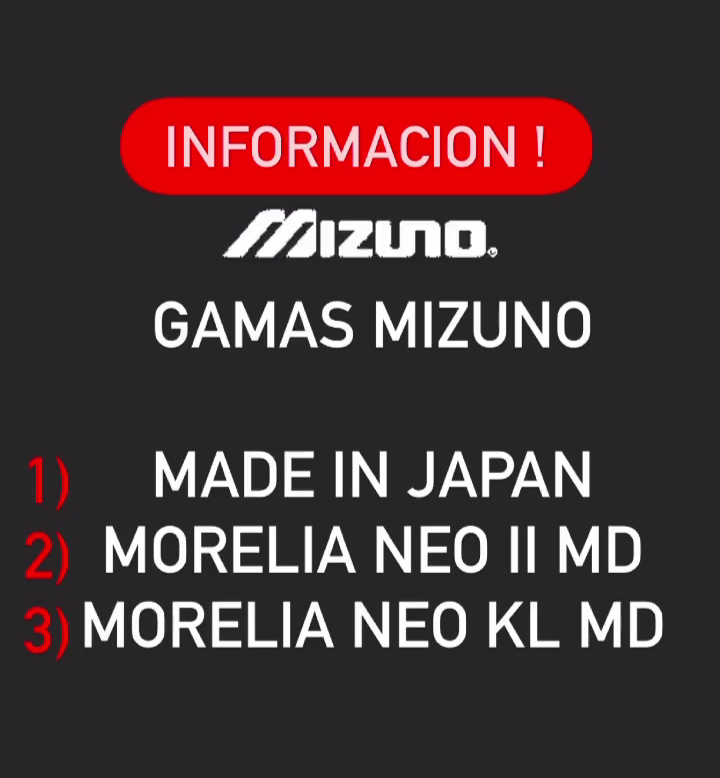 INFORMACION !
MIZUNO
GAMAS MIZUNO
1) MADE IN JAPAN
2) MORELIA NEO II MD
3) MORELIA NEO KL MD